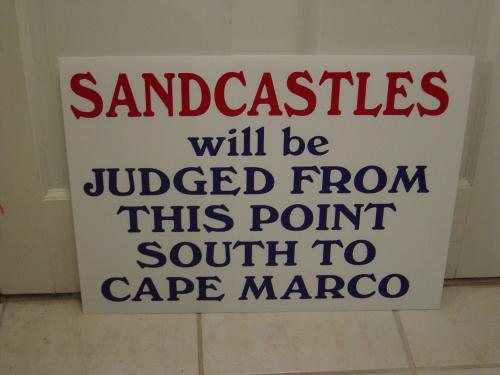 SANDCASTLES
will be
JUDGED FROM
THIS POINT
SOUTH TO
CAPE MARCO